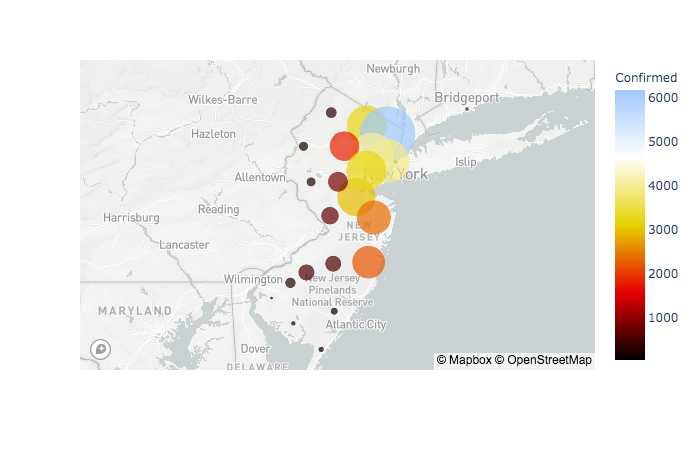 Newburgh
Confirmed
Wilkes-Barre
Bridgeport
6000
Hazleton
5000
Islip
4000
Allentown
York
Reading
Harrisburg
3000
NEW
JERSEY
Lancaster
2000
Wilmington
New Jersey
Pinelands
National Reserve
MARYLAND
1000
Atlantic City
Dover
© Mapbox © OpenStreetMap
DELAWARE